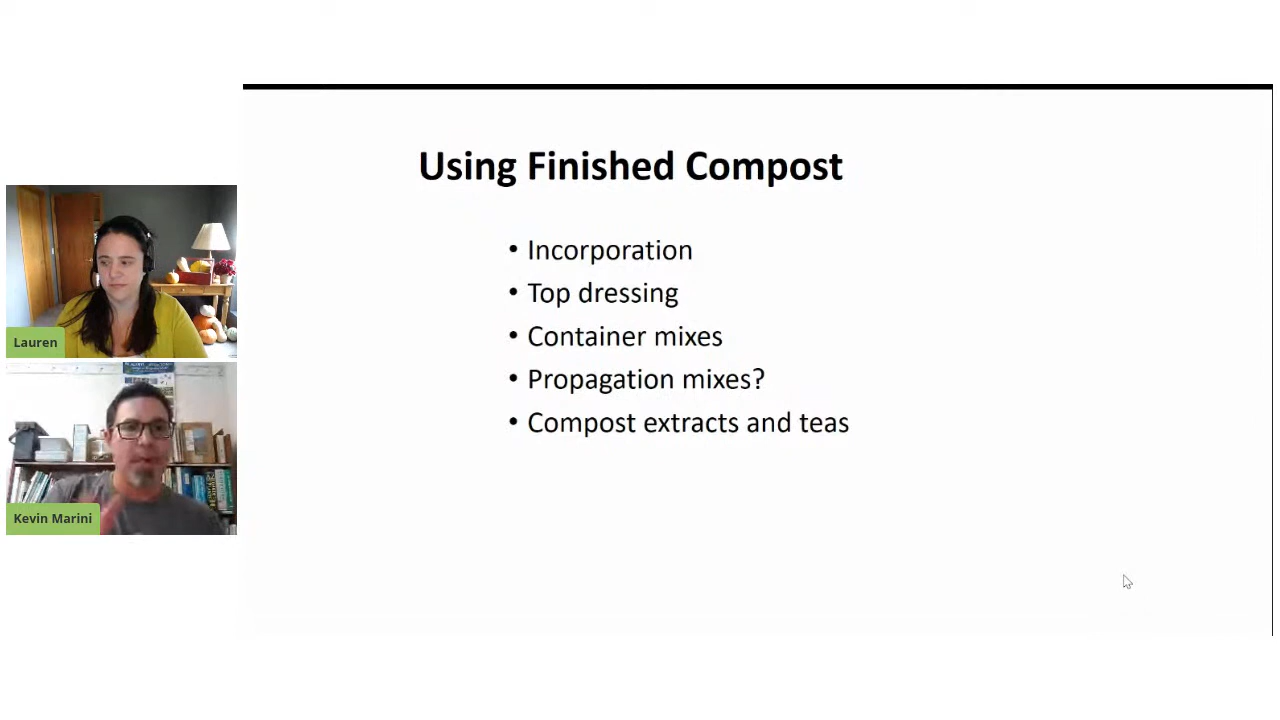 Using Finished Compost
• Incorporation
• Top dressing
• Container mixes
• Propagation mixes?
• Compost extracts and teas
Lauren
Kevin Marini